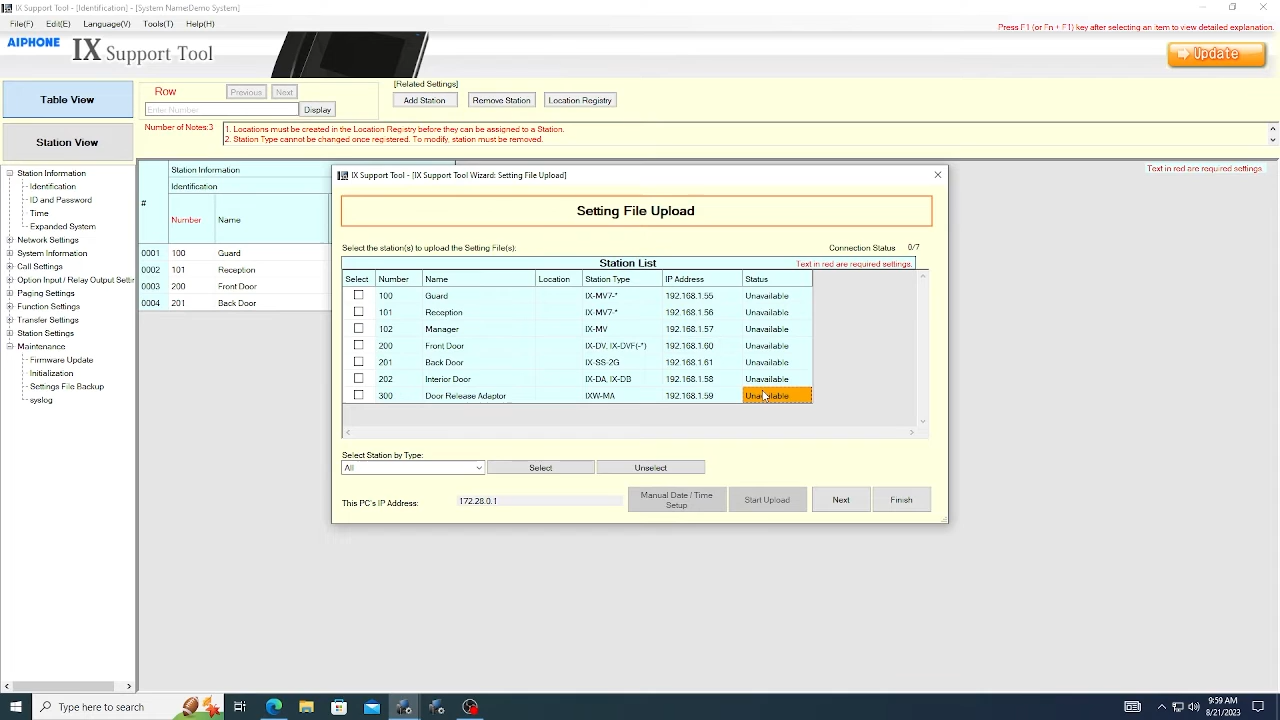 IX Support Tool - [Identification] - [System Name:Demo System]
File(F) Edit(E) Language(V) Tools(T) Help(H)
Press F1 (or Fn + F1) key after selecting an item to view detailed explanation.
AIPHONE IX Support Tool
Update
Table View
Station View
Row
Previous Next
Enter Number Display
[Related Settings]
Add Station Remove Station Location Registry
Number of Notes:3
1. Locations must be created in the Location Registry before they can be assigned to a Station.
2. Station Type cannot be changed once registered. To modify, station must be removed.
Text in red are required settings.
Station Information
Identification
ID and Password
Time
Expanded System
Network Settings
System Information
Call Settings
Option Input / Relay Output Settin
Paging Settings
Function Settings
Transfer Settings
Station Settings
Maintenance
Firmware Update
Initialization
Settings File Backup
syslog
Station Information
Identification
# Number Name
0001 100 Guard
0002 101 Reception
0003 200 Front Door
0004 201 Back Door
IX Support Tool - [IX Support Tool Wizard: Setting File Upload]
Setting File Upload
Select the station(s) to upload the Setting File(s):
Connection Status 0/7
Station List
Text in red are required settings.
Select Number Name Location Station Type IP Address Status
100 Guard IX-MV7-* 192.168.1.55 Unavailable
101 Reception IX-MV7-* 192.168.1.56 Unavailable
102 Manager IX-MV 192.168.1.57 Unavailable
200 Front Door IX-DV, IX-DVF(-*) 192.168.1.60 Unavailable
201 Back Door IX-SS-2G 192.168.1.61 Unavailable
202 Interior Door IX-DA, IX-DB 192.168.1.58 Unavailable
300 Door Release Adaptor IXW-MA 192.168.1.59 Unavailable
Select Station by Type:
All Select Unselect
This PC's IP Address: 172.28.0.1
Manual Date / Time Setup
Start Upload
Next
Finish
Type here to search
9:59 AM
8/21/2023